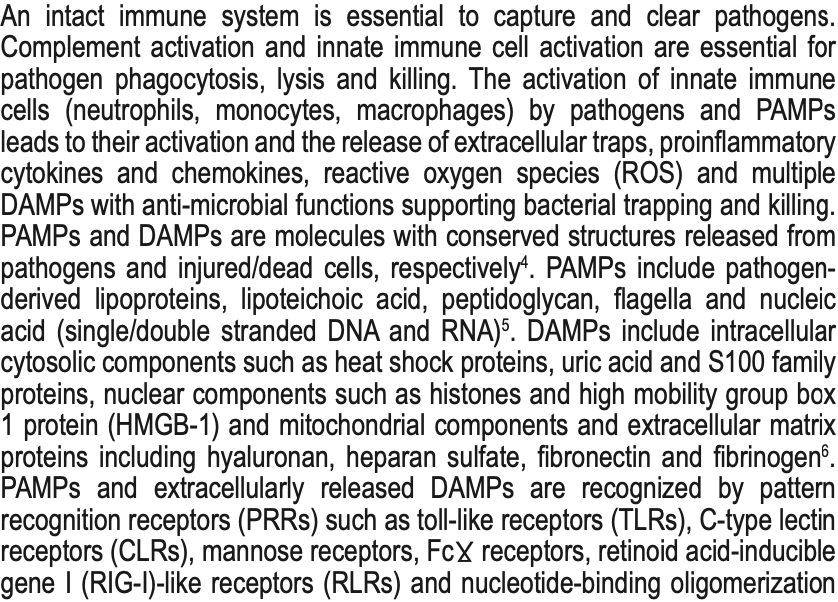 An intact immune system is essential to capture and clear pathogens.
Complement activation and innate immune cell activation are essential for
pathogen phagocytosis, lysis and killing. The activation of innate immune
cells (neutrophils, monocytes, macrophages) by pathogens and PAMPs
leads to their activation and the release of extracellular traps, proinflammatory
cytokines and chemokines, reactive oxygen species (ROS) and multiple
DAMPs with anti-microbial functions supporting bacterial trapping and killing.
PAMPs and DAMPs are molecules with conserved structures released from
pathogens and injured/dead cells, respectively⁴. PAMPs include pathogen-
derived lipoproteins, lipoteichoic acid, peptidoglycan, flagella and nucleic
acid (single/double stranded DNA and RNA)⁵. DAMPs include intracellular
cytosolic components such as heat shock proteins, uric acid and S100 family
proteins, nuclear components such as histones and high mobility group box
1 protein (HMGB-1) and mitochondrial components and extracellular matrix
proteins including hyaluronan, heparan sulfate, fibronectin and fibrinogen⁶.
PAMPs and extracellularly released DAMPs are recognized by pattern
recognition receptors (PRRs) such as toll-like receptors (TLRs), C-type lectin
receptors (CLRs), mannose receptors, Fcɣ receptors, retinoid acid-inducible
gene I (RIG-I)-like receptors (RLRs) and nucleotide-binding oligomerization